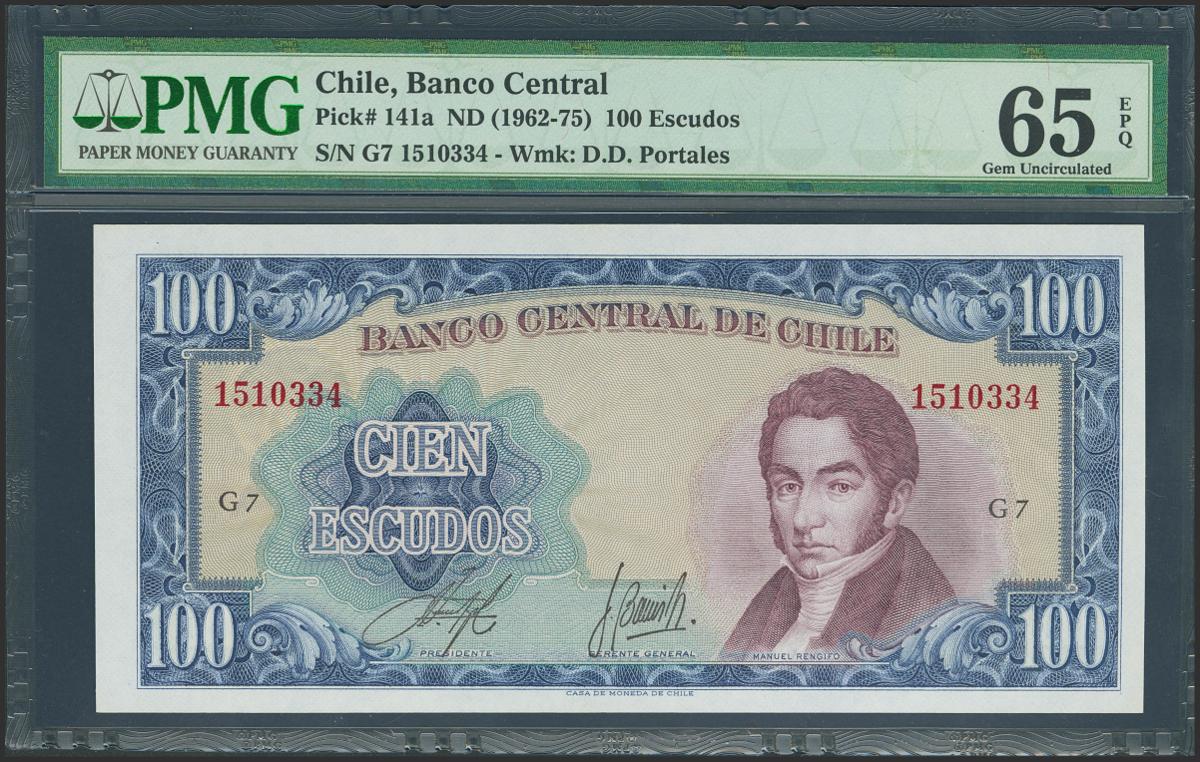 PMG
PAPER MONEY GUARANTY
Chile, Banco Central
Pick# 141a ND (1962-75) 100 Escudos
S/N G7 1510334 - Wmk: D.D. Portales
65
EPQ
Gem Uncirculated
100
100
BANCO CENTRAL DE CHILE
1510334
1510334
CIEN
ESCUDOS
G 7
G 7
PRESIDENTE
GERENTE GENERAL
MANUEL RENGIFO
100
100
CASA DE MONEDA DE CHILE